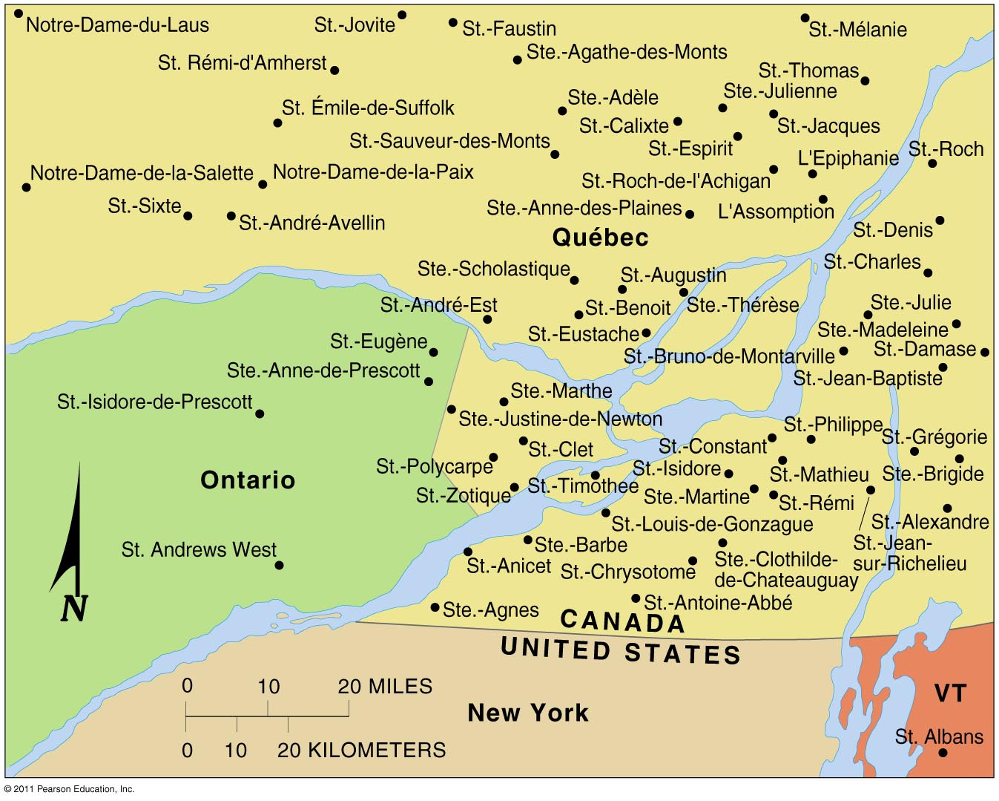 Notre-Dame-du-Laus
St.-Jovite
St.-Faustin
St.-Mélanie
Ste.-Agathe-des-Monts
St. Rémi-d'Amherst
St.-Thomas
Ste.-Julienne
Ste.-Adèle
St. Émile-de-Suffolk
St.-Calixte
St.-Jacques
St.-Sauveur-des-Monts
St.-Espirit
St.-Roch
L'Epiphanie
Notre-Dame-de-la-Salette
Notre-Dame-de-la-Paix
St.-Roch-de-l'Achigan
St.-Sixte
Ste.-Anne-des-Plaines
L'Assomption
St.-André-Avellin
St.-Denis
Québec
St.-Charles
Ste.-Scholastique
St.-Augustin
St.-André-Est
St.-Benoit
Ste.-Thérèse
Ste.-Julie
Ste.-Madeleine
St.-Eustache
St.-Eugène
St.-Damase
St.-Bruno-de-Montarville
Ste.-Anne-de-Prescott
St.-Jean-Baptiste
Ste.-Marthe
St.-Isidore-de-Prescott
Ste.-Justine-de-Newton
St.-Philippe
St.-Grégorie
St.-Constant
St.-Clet
St.-Polycarpe
St.-Isidore
St.-Mathieu
Ste.-Brigide
Ontario
St.-Timothee
St.-Zotique
Ste.-Martine
St.-Rémi
St.-Alexandre
St.-Louis-de-Gonzague
St.-Jean-
sur-Richelieu
Ste.-Barbe
St. Andrews West
Ste.-Clothilde-
de-Chateauguay
St.-Anicet
St.-Chrysotome
St.-Antoine-Abbé
N
Ste.-Agnes
CANADA
UNITED STATES
0 10 20 MILES
0 10 20 KILOMETERS
New York
VT
St. Albans
© 2011 Pearson Education, Inc.